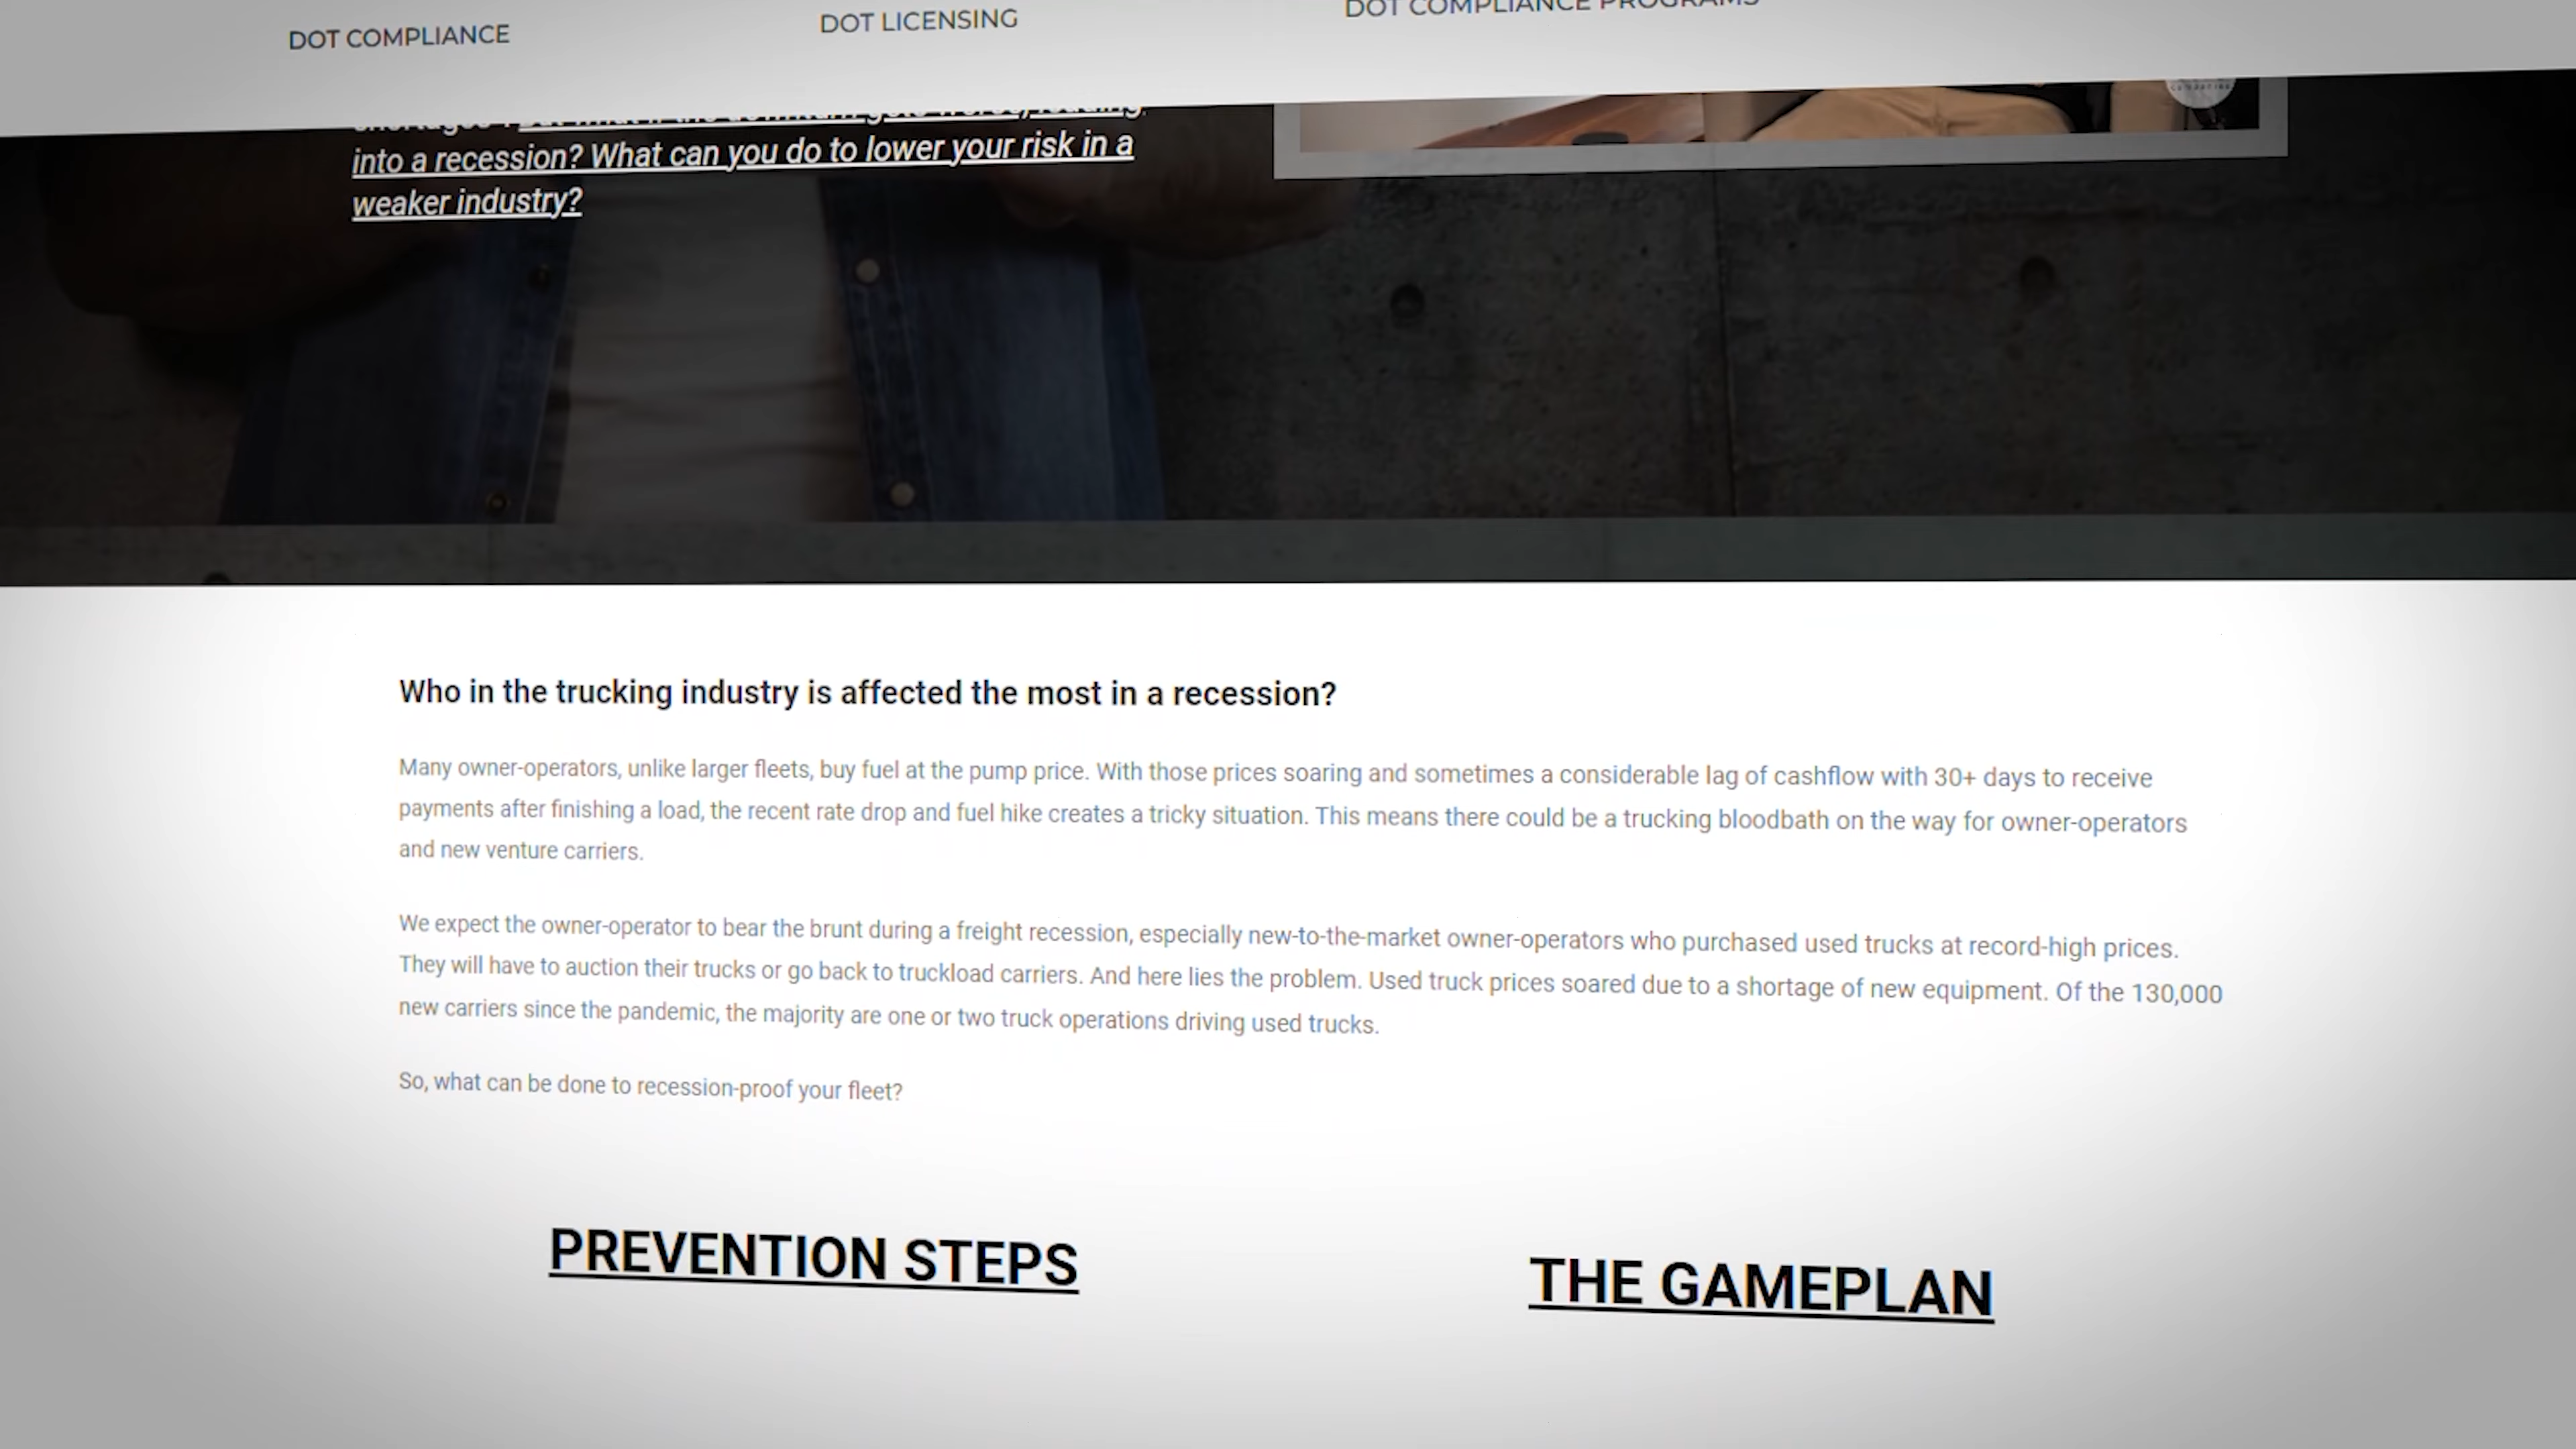 DOT COMPLIANCE
DOT LICENSING
DOT COMPLIANCE PROGRAMS
shortages? But what if the downturn gets worse, leading
into a recession? What can you do to lower your risk in a
weaker industry?
Who in the trucking industry is affected the most in a recession?
Many owner-operators, unlike larger fleets, buy fuel at the pump price. With those prices soaring and sometimes a considerable lag of cashflow with 30+ days to receive
payments after finishing a load, the recent rate drop and fuel hike creates a tricky situation. This means there could be a trucking bloodbath on the way for owner-operators
and new venture carriers.
We expect the owner-operator to bear the brunt during a freight recession, especially new-to-the-market owner-operators who purchased used trucks at record-high prices.
They will have to auction their trucks or go back to truckload carriers. And here lies the problem. Used truck prices soared due to a shortage of new equipment. Of the 130,000
new carriers since the pandemic, the majority are one or two truck operations driving used trucks.
So, what can be done to recession-proof your fleet?
PREVENTION STEPS
THE GAMEPLAN